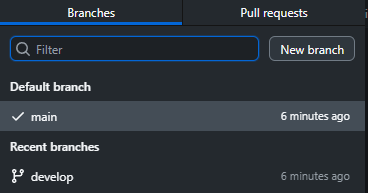 Branches Pull requests
Filter New branch
Default branch
main 6 minutes ago
Recent branches
develop 6 minutes ago